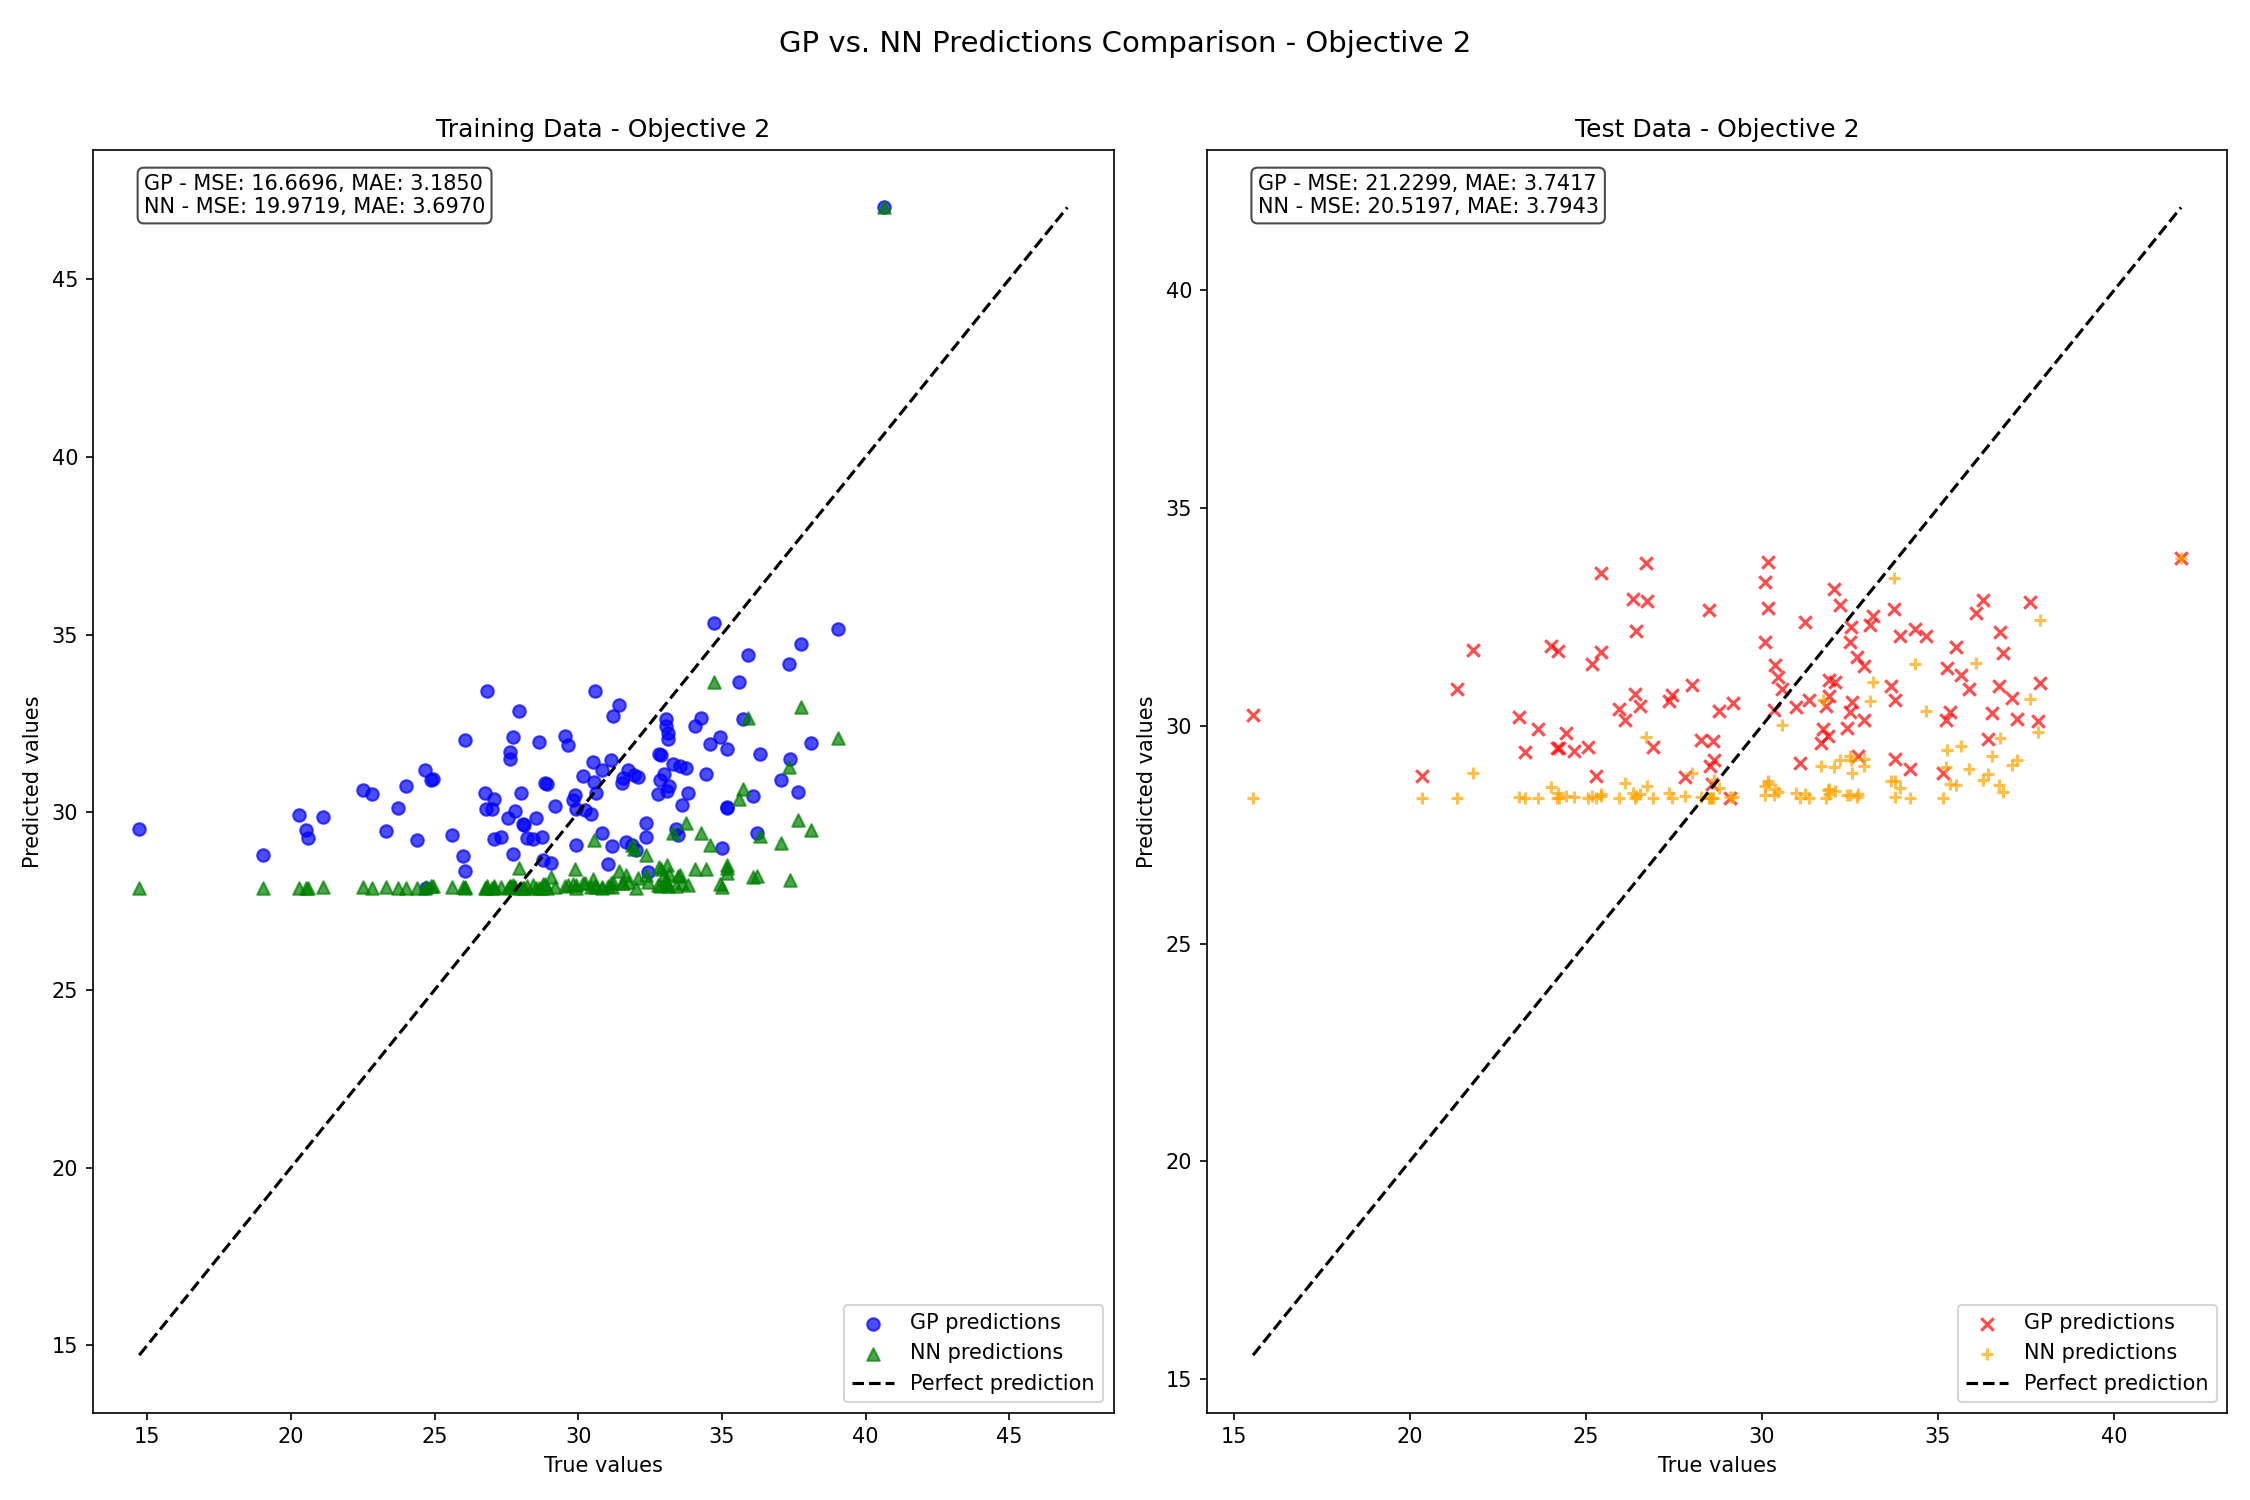 GP vs. NN Predictions Comparison - Objective 2
Training Data - Objective 2
GP - MSE: 16.6696, MAE: 3.1850
NN - MSE: 19.9719, MAE: 3.6970
45
40
35
30
25
20
15
Predicted values
15
20
25
30
35
40
45
True values
GP predictions
NN predictions
Perfect prediction
Test Data - Objective 2
GP - MSE: 21.2299, MAE: 3.7417
NN - MSE: 20.5197, MAE: 3.7943
40
35
30
25
20
15
Predicted values
15
20
25
30
35
40
True values
GP predictions
NN predictions
Perfect prediction